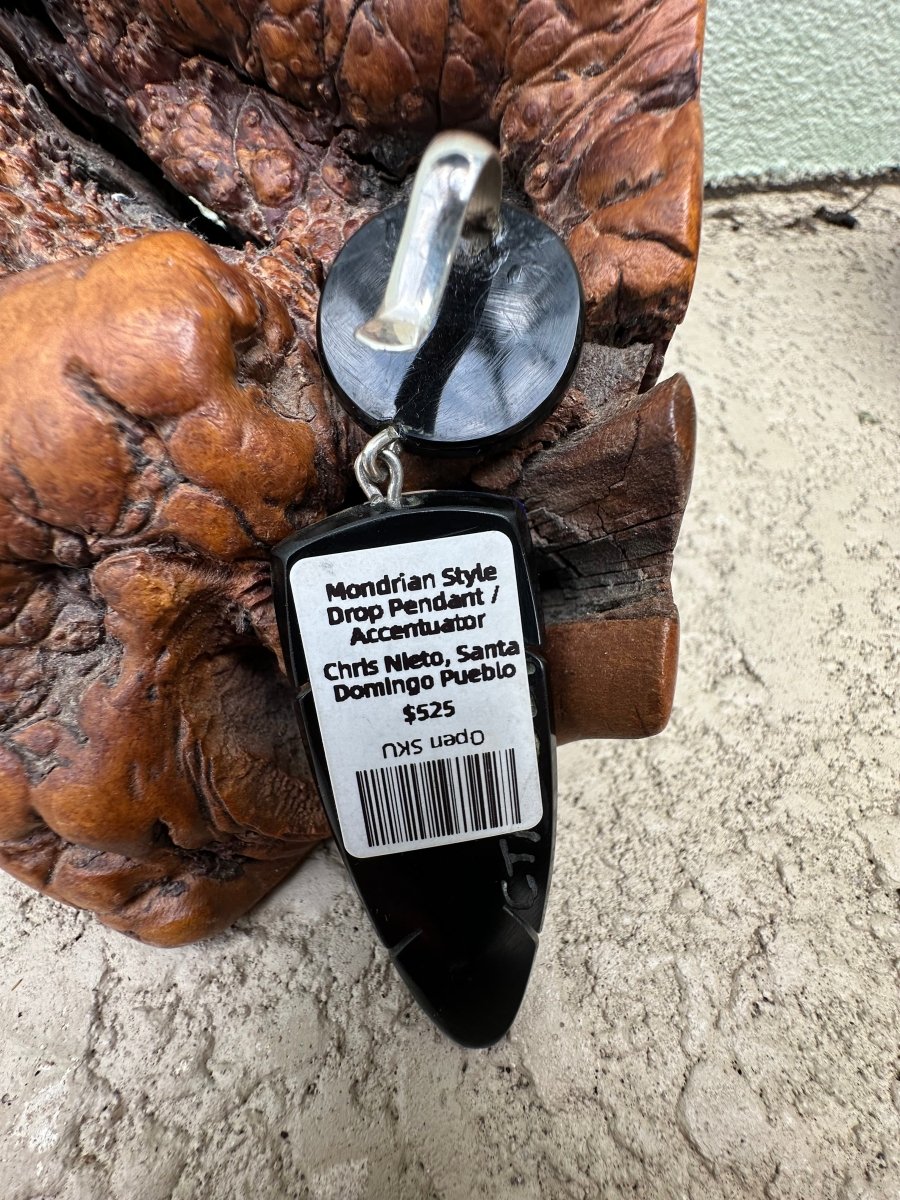 Mondrian Style
Drop Pendant /
Accentuator
Chris Nieto, Santa
Domingo Pueblo
$525
Open SKU